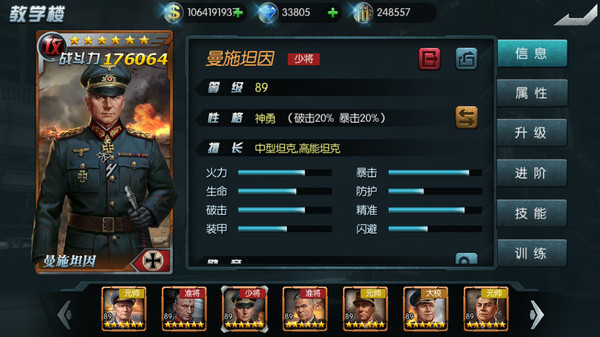 教学楼
106419193 33805 248557
IX
战斗力176064
曼施坦因
曼施坦因 少将
等 级 89
性 格 神勇 (破击20% 暴击20%)
擅 长 中型坦克,高能坦克
火力 暴击
生命 防护
破击 精准
装甲 闪避
信 息
属 性
升 级
进 阶
技 能
训 练
元帅 准将 少将 准将 元帅 大校 元帅
89 89 89 89 89 89 89